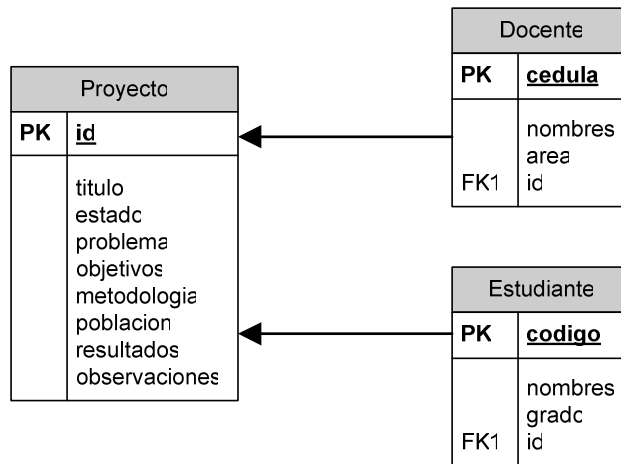 Proyecto
PK id
titulo
estado
problema
objetivos
metodologia
poblacion
resultados
observaciones
Docente
PK cedula
nombres
area
FK1 id
Estudiante
PK codigo
nombres
grado
FK1 id